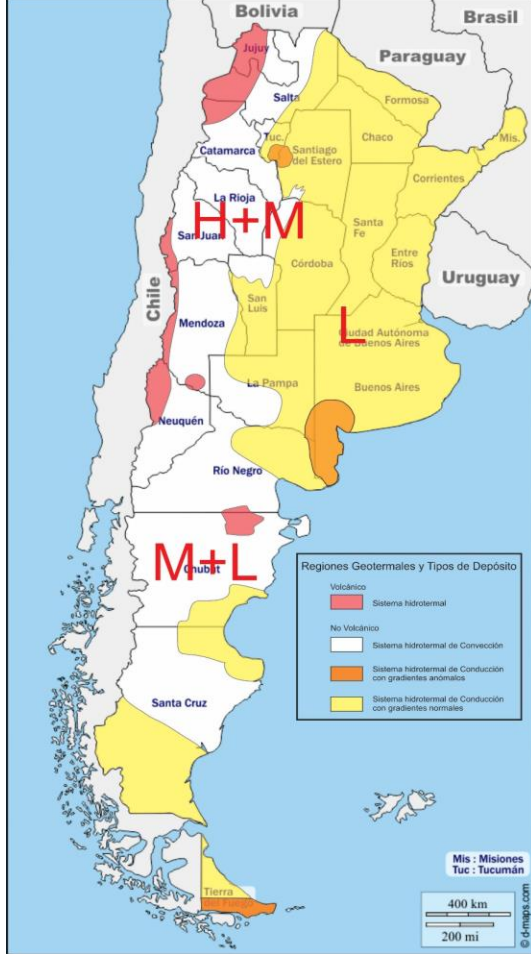 Bolivia
Brasil
Jujuy
Paraguay
Salta
Formosa
Tuc.
Chaco
Mis.
Catamarca
Santiago
del Estero
Corrientes
La Rioja
H+M
San Juan
Santa
Fe
Córdoba
Entre
Ríos
Uruguay
Chile
San
Luis
Mendoza
L
Ciudad Autónoma
de Buenos Aires
La Pampa
Buenos Aires
Neuquén
Río Negro
M+L
Chubut
Regiones Geotermales y Tipos de Depósito
Volcánico
Sistema hidrotermal
No Volcánico
Sistema hidrotermal de Convección
Sistema hidrotermal de Conducción
con gradientes anómalos
Sistema hidrotermal de Conducción
con gradientes normales
Santa Cruz
Mis : Misiones
Tuc : Tucumán
Tierra
del Fuego
400 km
200 mi
© d-maps.com